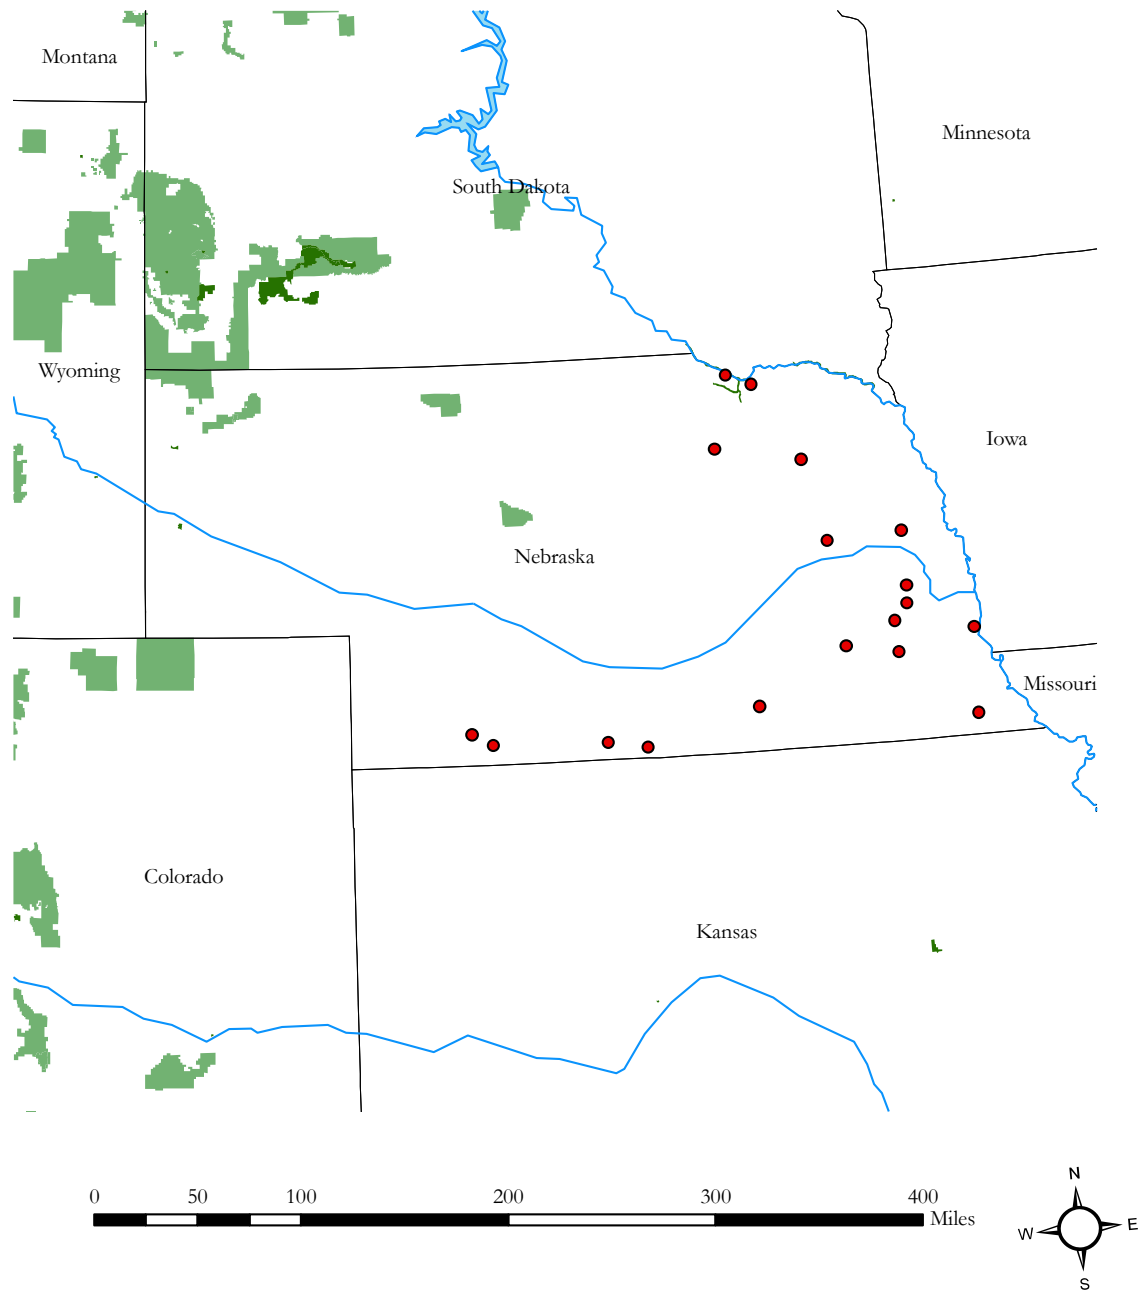 Montana
Minnesota
South Dakota
Wyoming
Iowa
Nebraska
Missouri
Colorado
Kansas
0 50 100 200 300 400
Miles
N
W E
S